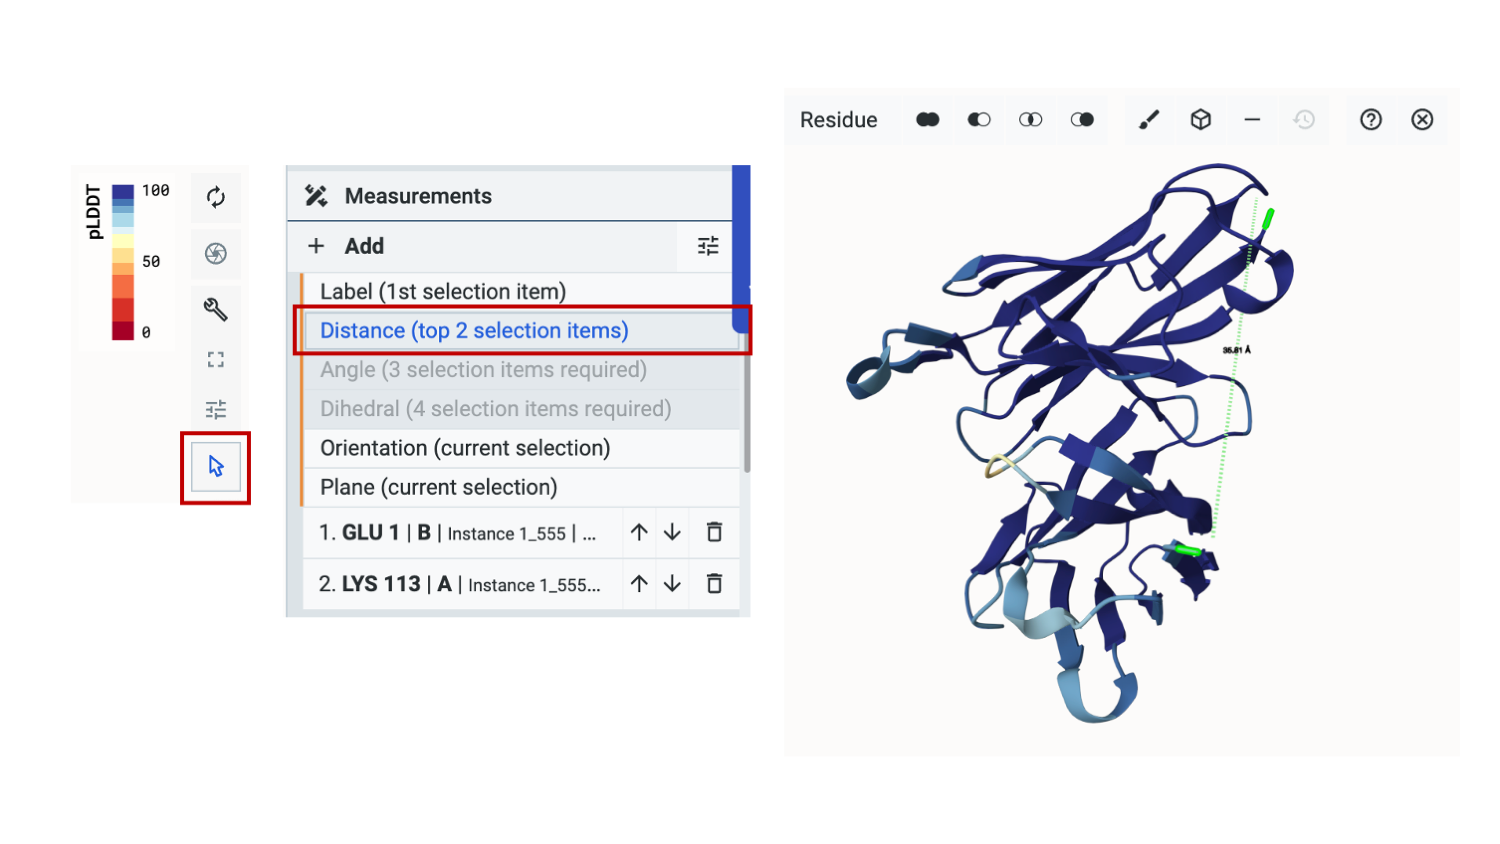 pLDDT
100
50
0
Measurements
+ Add
Label (1st selection item)
Distance (top 2 selection items)
Angle (3 selection items required)
Dihedral (4 selection items required)
Orientation (current selection)
Plane (current selection)
1. GLU 1 | B | Instance 1_555 | ...
2. LYS 113 | A | Instance 1_555...
Residue
35.81 Å